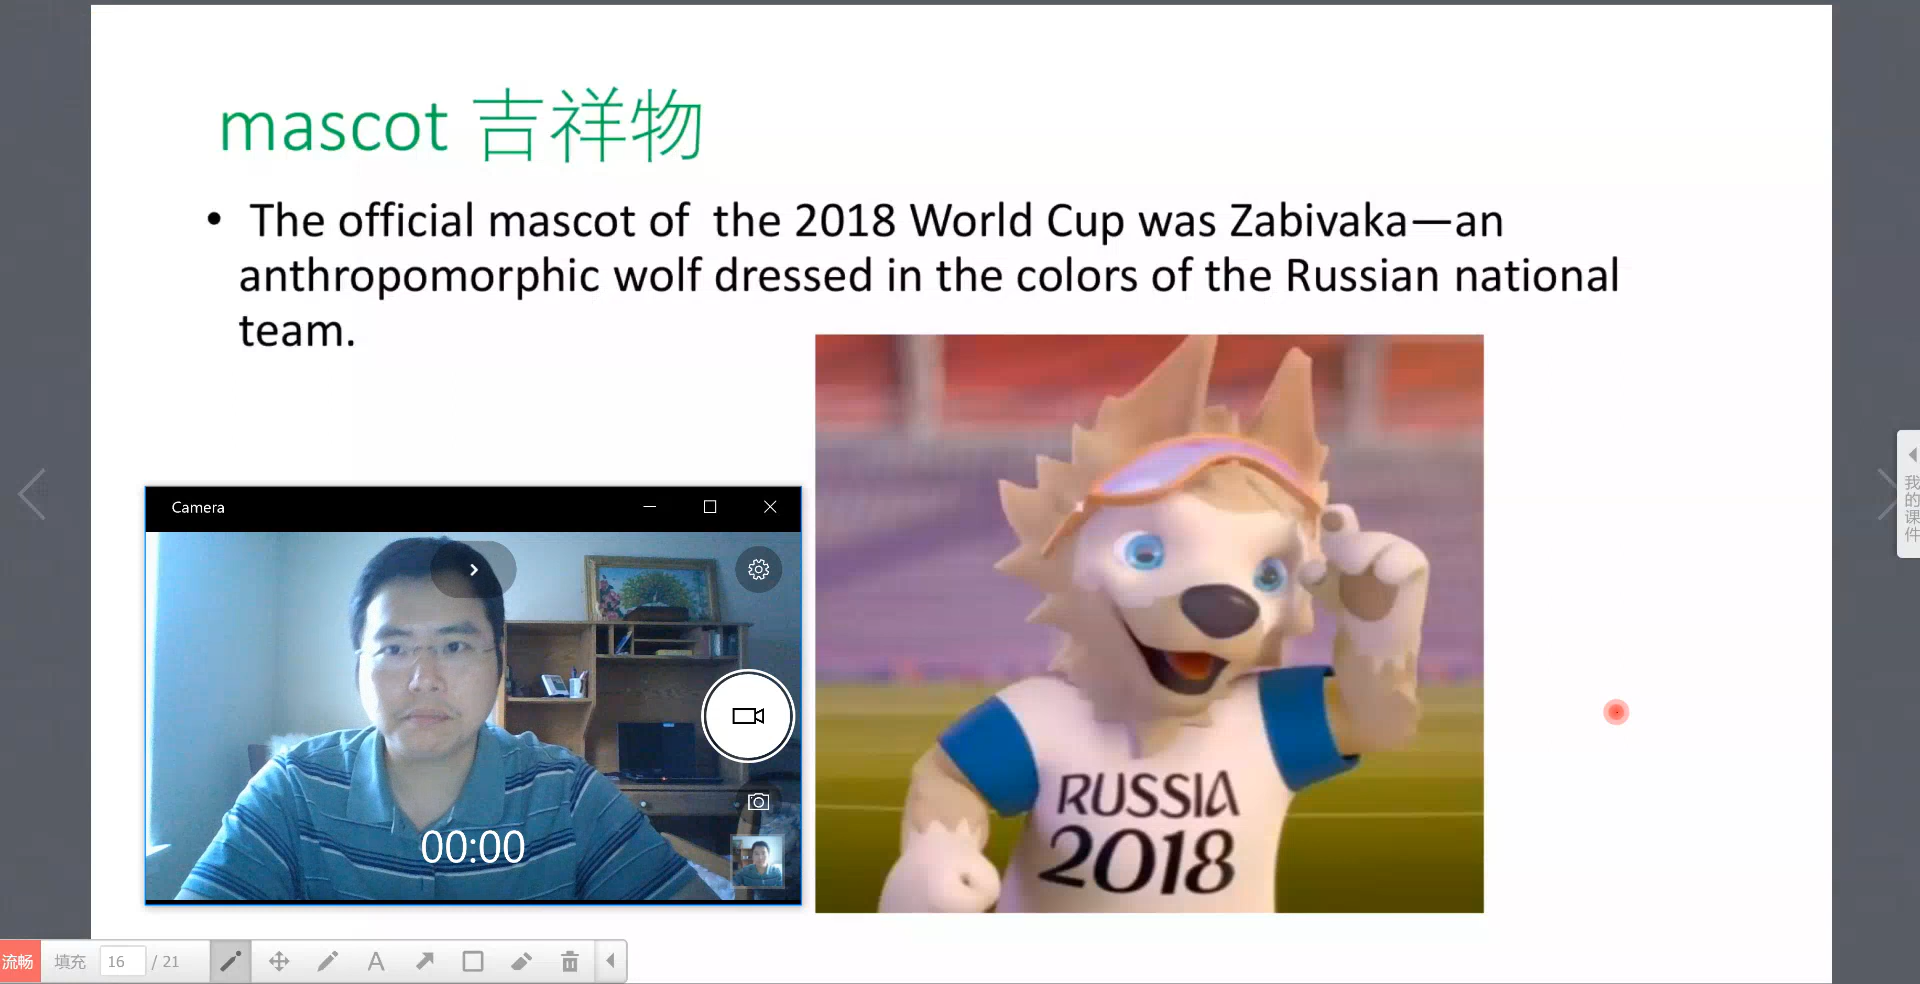 mascot 吉祥物
• The official mascot of  the 2018 World Cup was Zabivaka—an
anthropomorphic wolf dressed in the colors of the Russian national
team.
Camera
00:00
RUSSIA
2018
我的课件
流畅 填充 16 / 21 A